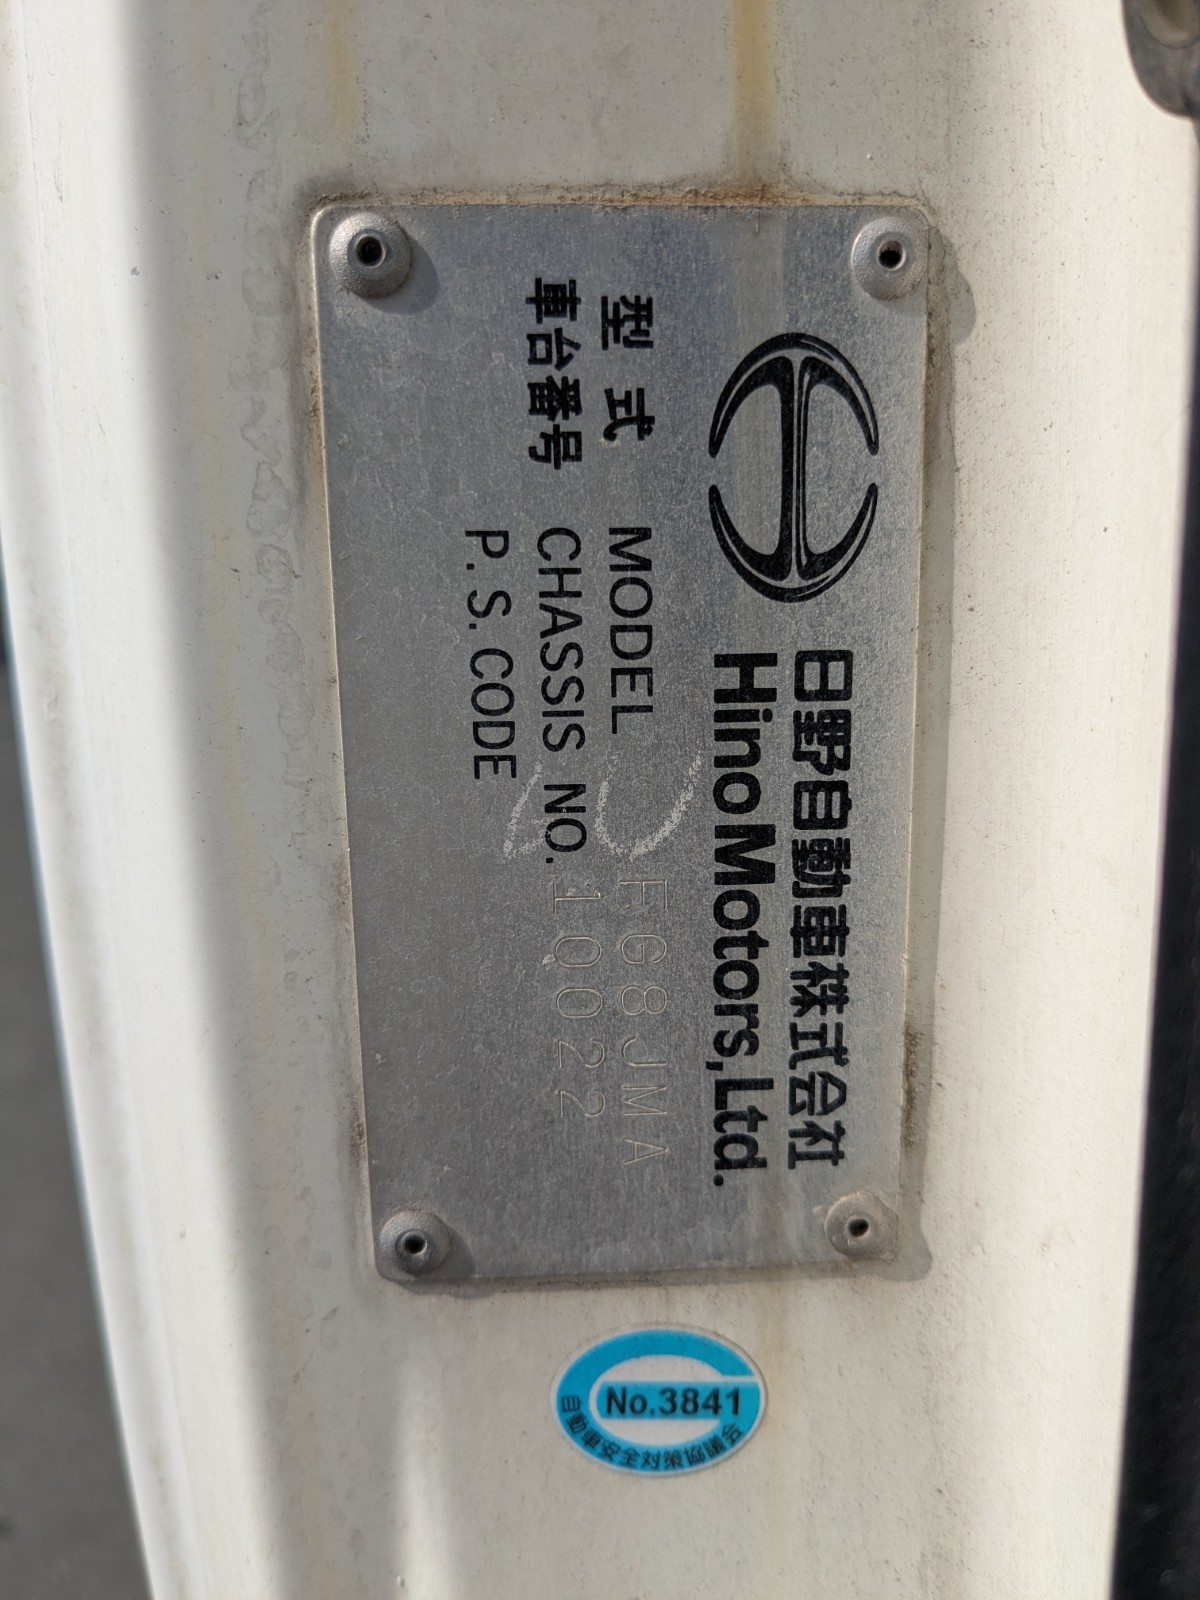 日野自動車株式会社
Hino Motors, Ltd.
型式 MODEL FG8JMA
車台番号 CHASSIS NO. 10022
P.S.CODE
No.3841
自動車安全対策協議会